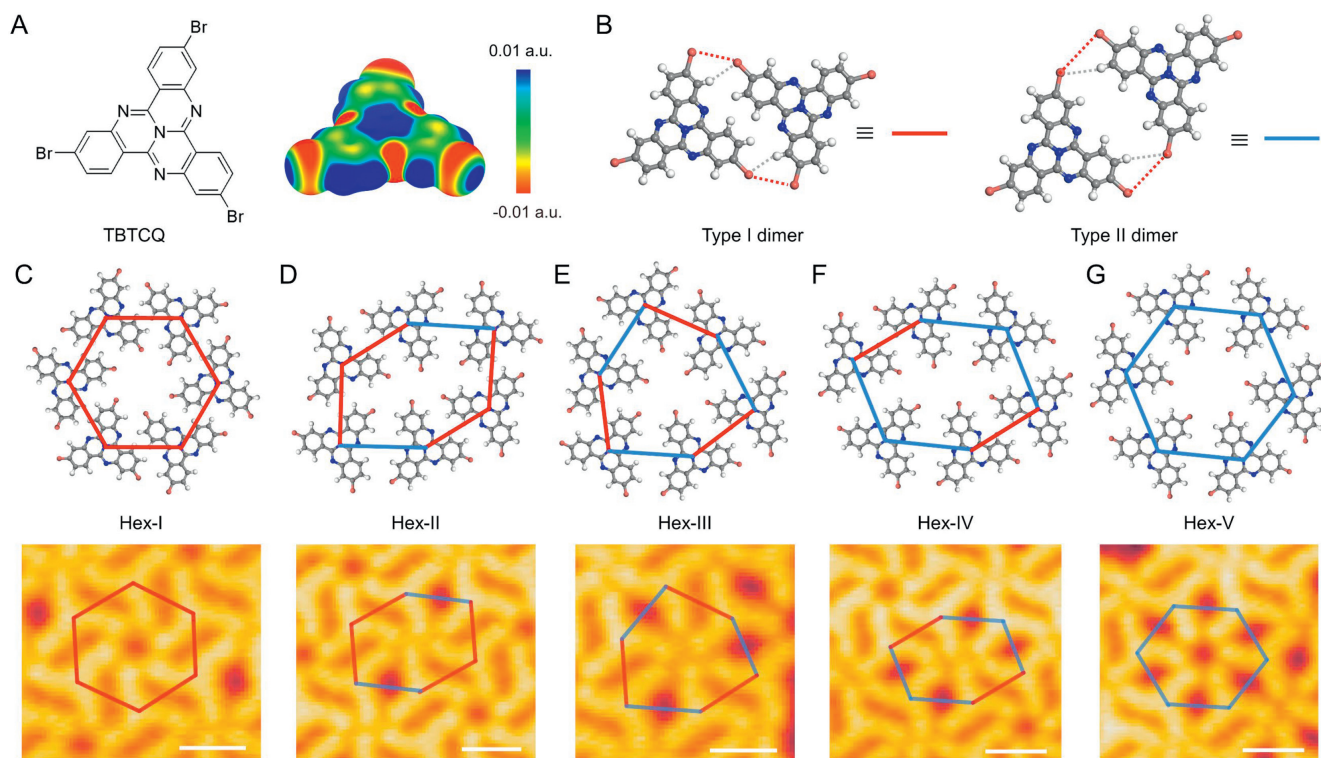 A
Br
N
N
N
N
Br
Br
TBTCQ
0.01 a.u.
-0.01 a.u.
B
≡
≡
Type I dimer
Type II dimer
C
D
E
F
G
Hex-I
Hex-II
Hex-III
Hex-IV
Hex-V